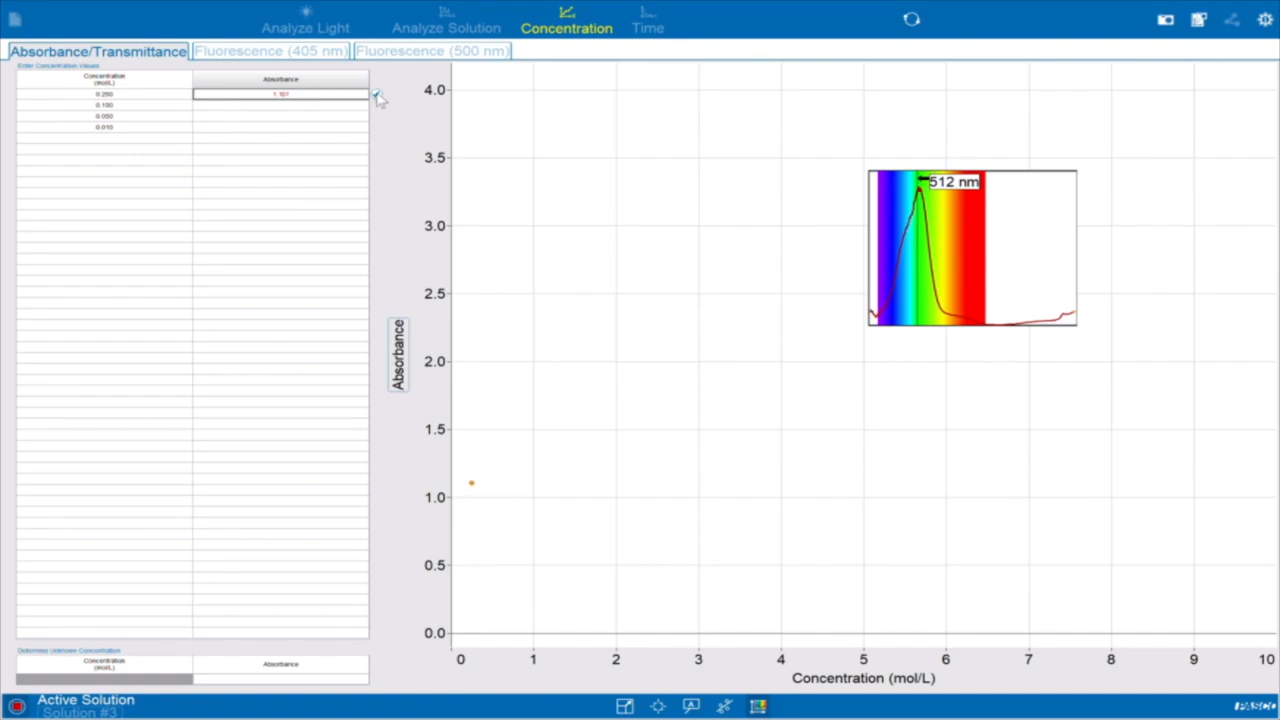 Analyze Light Analyze Solution Concentration Time
Absorbance/Transmittance Fluorescence (405 nm) Fluorescence (500 nm)
Enter Concentration Values
Concentration
(mol/L)
Absorbance
0.250
0.100
0.050
0.010
4.0
3.5
3.0
2.5
2.0
1.5
1.0
0.5
0.0
Absorbance
512 nm
0 1 2 3 4 5 6 7 8 9 10
Concentration (mol/L)
Determine Unknown Concentration
Concentration
(mol/L)
Absorbance
Active Solution
Solution #3
A
PASCO